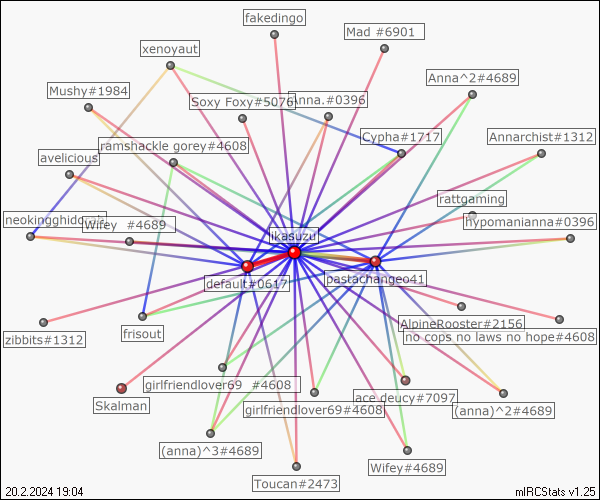 fakedingo
Mad #6901
xenoyaut
Anna^2#4689
Mushy#1984
Soxy Foxy#5076
Anna.#0396
Cypha#1717
Annarchist#1312
ramshackle gorey#4608
avelicious
rattgaming
neokingghidorah
Wifey  #4689
hypomanianna#0396
jikasuzu
default#0617
pastachangeo41
zibbits#1312
frisout
AlpineRooster#2156
no cops no laws no hope#4608
girlfriendlover69  #4608
ace deucy#7097
Skalman
girlfriendlover69#4608
(anna)^2#4689
(anna)^3#4689
Wifey#4689
Toucan#2473
20.2.2024 19:04
mIRCStats v1.25